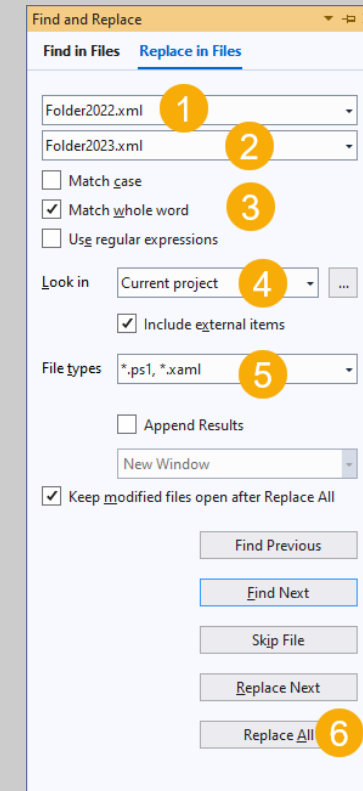 Find and Replace
Find in Files Replace in Files
Folder2022.xml 1
Folder2023.xml 2
Match case
Match whole word 3
Use regular expressions
Look in Current project 4 ...
Include external items
File types *.ps1, *.xaml 5
Append Results
New Window
Keep modified files open after Replace All
Find Previous
Find Next
Skip File
Replace Next
Replace All 6